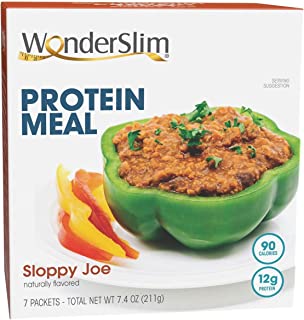 WonderSlim®
SERVING
SUGGESTION
PROTEIN
MEAL
Sloppy Joe
naturally flavored
7 PACKETS - TOTAL NET WT 7.4 OZ (211g)
90
CALORIES
12g
PROTEIN